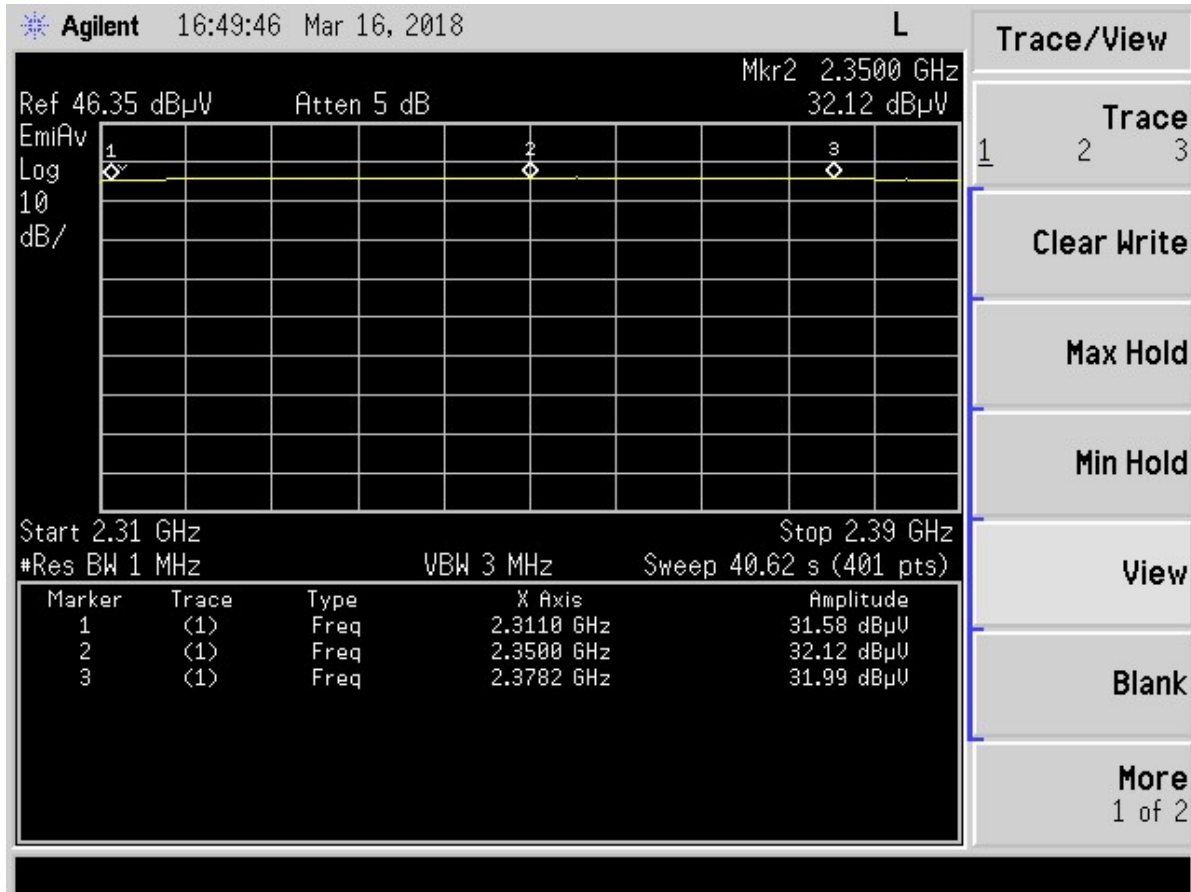 Agilent 16:49:46 Mar 16, 2018 L
Trace/View
Mkr2 2.3500 GHz
Ref 46.35 dBµV Atten 5 dB 32.12 dBµV
EmiAv
Log
10
dB/
1 2 3
Start 2.31 GHz Stop 2.39 GHz
#Res BW 1 MHz VBW 3 MHz Sweep 40.62 s (401 pts)
Marker Trace Type X Axis Amplitude
1 (1) Freq 2.3110 GHz 31.58 dBµV
2 (1) Freq 2.3500 GHz 32.12 dBµV
3 (1) Freq 2.3782 GHz 31.99 dBµV
Trace
1 2 3
Clear Write
Max Hold
Min Hold
View
Blank
More
1 of 2